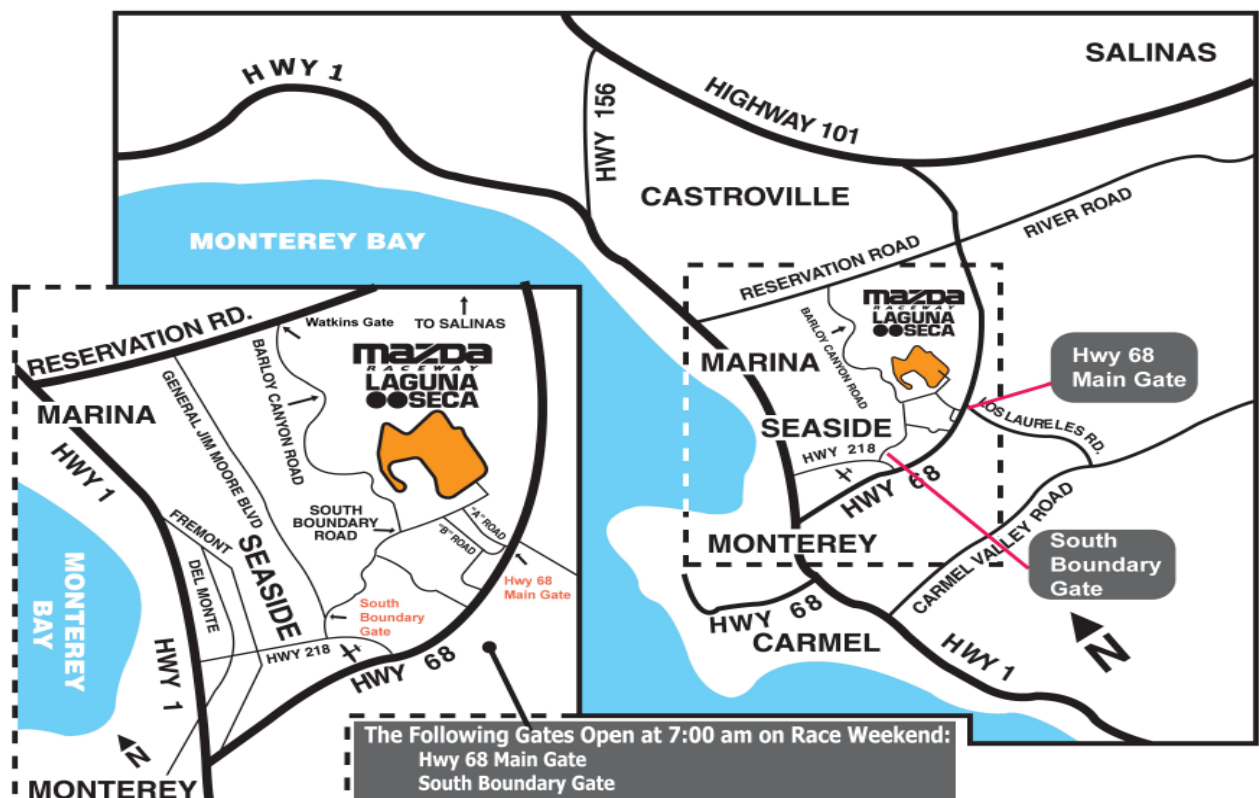 HWY 1
HWY 156
HIGHWAY 101
SALINAS
CASTROVILLE
MONTEREY BAY
RESERVATION ROAD
RIVER ROAD
mazDa
RACEWAY
LAGUNA
SECA
BARLOY CANYON ROAD
MARINA
SEASIDE
HWY 218
HWY 68
LOS LAURELES RD.
Hwy 68
Main Gate
MONTEREY
CARMEL VALLEY ROAD
South
Boundary
Gate
HWY 68
CARMEL
HWY 1
N
RESERVATION RD.
Watkins Gate
TO SALINAS
mazDa
RACEWAY
LAGUNA
SECA
MARINA
GENERAL JIM MOORE BLVD
BARLOY CANYON ROAD
HWY 1
FREMONT
SEASIDE
SOUTH
BOUNDARY
ROAD
"A" ROAD
"B" ROAD
DEL MONTE
MONTEREY
BAY
Hwy 68
Main Gate
South
Boundary
Gate
HWY 1
HWY 218
HWY 68
N
MONTEREY
The Following Gates Open at 7:00 am on Race Weekend:
Hwy 68 Main Gate
South Boundary Gate